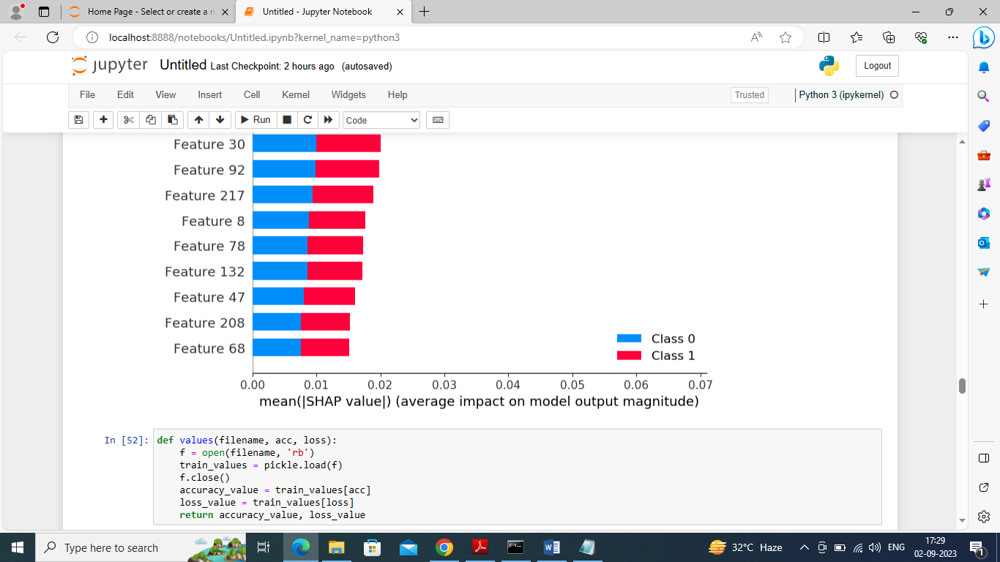 Home Page - Select or create a n
Untitled - Jupyter Notebook
localhost:8888/notebooks/Untitled.ipynb?kernel_name=python3
jupyter Untitled Last Checkpoint: 2 hours ago (autosaved)
Logout
File Edit View Insert Cell Kernel Widgets Help
Trusted
Python 3 (ipykernel)
Run
Code
Feature 30
Feature 92
Feature 217
Feature 8
Feature 78
Feature 132
Feature 47
Feature 208
Feature 68
Class 0
Class 1
0.00 0.01 0.02 0.03 0.04 0.05 0.06 0.07
mean(|SHAP value|) (average impact on model output magnitude)
In [52]: def values(filename, acc, loss):
f = open(filename, 'rb')
train_values = pickle.load(f)
f.close()
accuracy_value = train_values[acc]
loss_value = train_values[loss]
return accuracy_value, loss_value
Type here to search
32°C Haze
ENG
17:29
02-09-2023
1